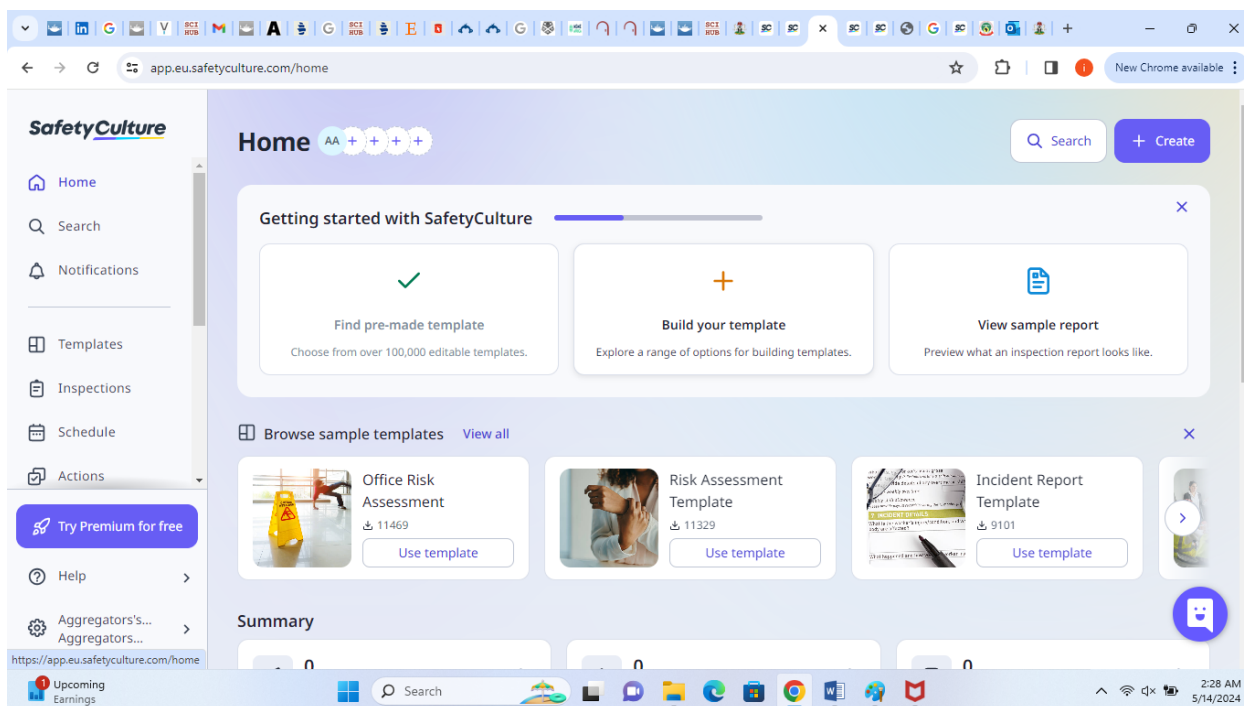 app.eu.safetyculture.com/home
New Chrome available
SafetyCulture
Home
Search
Notifications
Templates
Inspections
Schedule
Actions
Try Premium for free
Help
Aggregators's...
Aggregators...
https://app.eu.safetyculture.com/home
Home AA + + + +
Search
+ Create
Getting started with SafetyCulture
Find pre-made template
Choose from over 100,000 editable templates.
Build your template
Explore a range of options for building templates.
View sample report
Preview what an inspection report looks like.
Browse sample templates View all
Office Risk
Assessment
11469
Use template
Risk Assessment
Template
11329
Use template
Incident Report
Template
9101
Use template
Summary
0 0 0
1
Upcoming
Earnings
Search
2:28 AM
5/14/2024